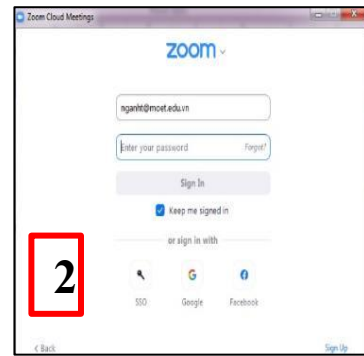 Zoom Cloud Meetings
zoom
nganht@moet.edu.vn
Enter your password Forgot?
Sign In
Keep me signed in
or sign in with
SSO Google Facebook
2
< Back Sign Up